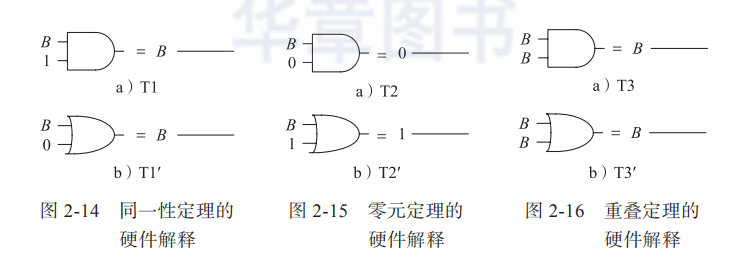 华章图书
B
1
= B
a）T1
B
0
= 0
a）T2
B
B
= B
a）T3
B
0
= B
b）T1′
B
1
= 1
b）T2′
B
B
= B
b）T3′
图 2-14 同一性定理的
硬件解释
图 2-15 零元定理的
硬件解释
图 2-16 重叠定理的
硬件解释